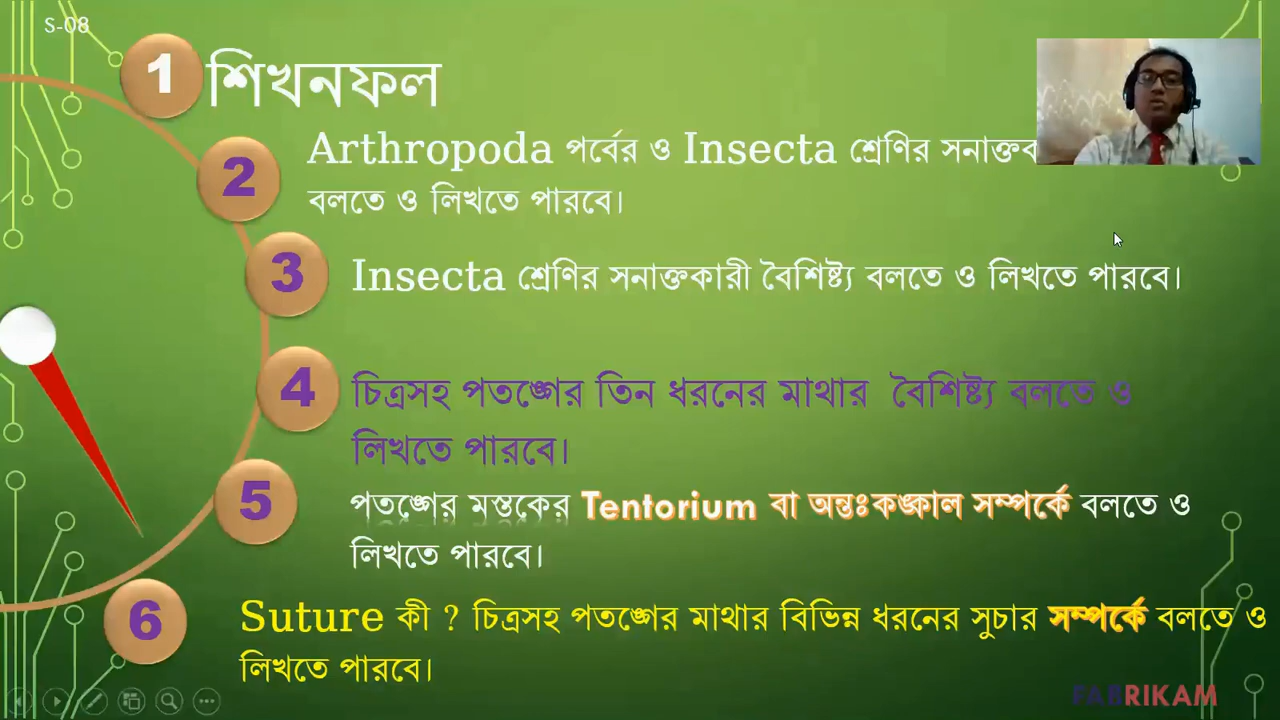 S-08
1 শিখনফল
2 Arthropoda পর্বের ও Insecta শ্রেণির
বলতে ও লিখতে পারবে।
3 Insecta শ্রেণির সনাক্তকারী বৈশিষ্ট্য বলতে ও লিখতে পারবে।
4 চিত্রসহ পতঙ্গের তিন ধরনের মাথার বৈশিষ্ট্য বলতে ও
লিখতে পারবে।
5 পতঙ্গের মস্তকের Tentorium বা অন্তঃকঙ্কাল সম্পর্কে বলতে ও
লিখতে পারবে।
6 Suture কী ? চিত্রসহ পতঙ্গের মাথার বিভিন্ন ধরনের সুচার সম্পর্কে বলতে ও
লিখতে পারবে।
FABRIKAM